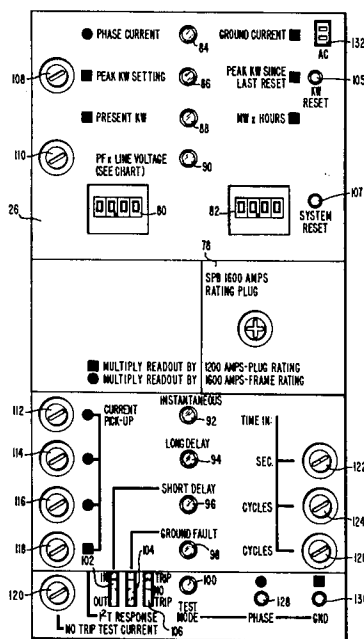 PHASE CURRENT
84
GROUND CURRENT
AC
132
108
PEAK KW SETTING
86
PEAK KW SINCE
LAST RESET
KW
RESET
105
PRESENT KW
88
MW x HOURS
110
PF x LINE VOLTAGE
(SEE CHART)
90
107
SYSTEM
RESET
26
0000
80
82
0000
78
SPB 1600 AMPS
RATING PLUG
MULTIPLY READOUT BY 1200 AMPS-PLUG RATING
MULTIPLY READOUT BY 1600 AMPS-FRAME RATING
112
CURRENT
PICK-UP
INSTANTANEOUS
92
TIME IN:
114
LONG DELAY
94
SEC.
122
116
SHORT DELAY
96
CYCLES
124
118
GROUND FAULT
98
CYCLES
102
104
IN
OUT
TRIP
NO
TRIP
120
100
TEST
MODE
128
PHASE
GND
I²T RESPONSE
106
NO TRIP TEST CURRENT